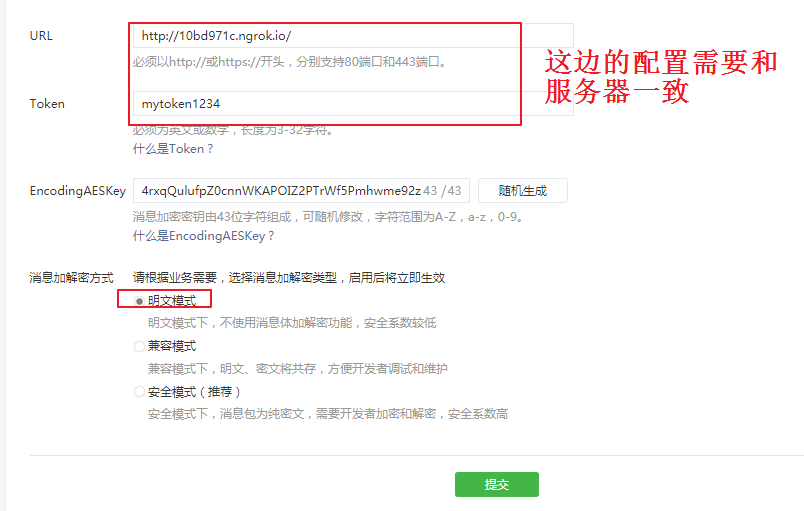 URL
http://10bd971c.ngrok.io/
必须以http://或https://开头，分别支持80端口和443端口。
这边的配置需要和
服务器一致
Token
mytoken1234
必须为英文或数字，长度为3-32字符。
什么是Token？
EncodingAESKey
4rxqQulufpZ0cnnWKAPOIZ2PTrWf5Pmhwme92z
43 /43
随机生成
消息加密密钥由43位字符组成，可随机修改，字符范围为A-Z，a-z，0-9。
什么是EncodingAESKey？
消息加解密方式
请根据业务需要，选择消息加解密类型，启用后将立即生效
明文模式
明文模式下，不使用消息体加解密功能，安全系数较低
兼容模式
兼容模式下，明文、密文将共存，方便开发者调试和维护
安全模式（推荐）
安全模式下，消息包为纯密文，需要开发者加密和解密，安全系数高
提交